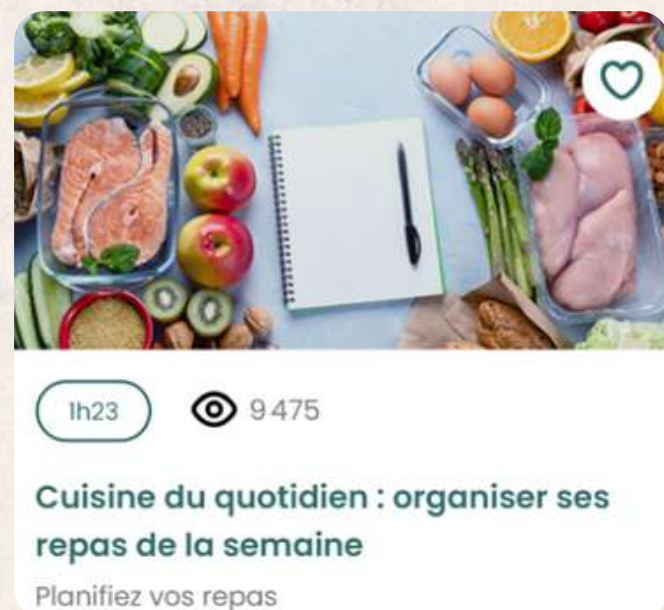 1h23
9 475
Cuisine du quotidien : organiser ses
repas de la semaine
Planifiez vos repas